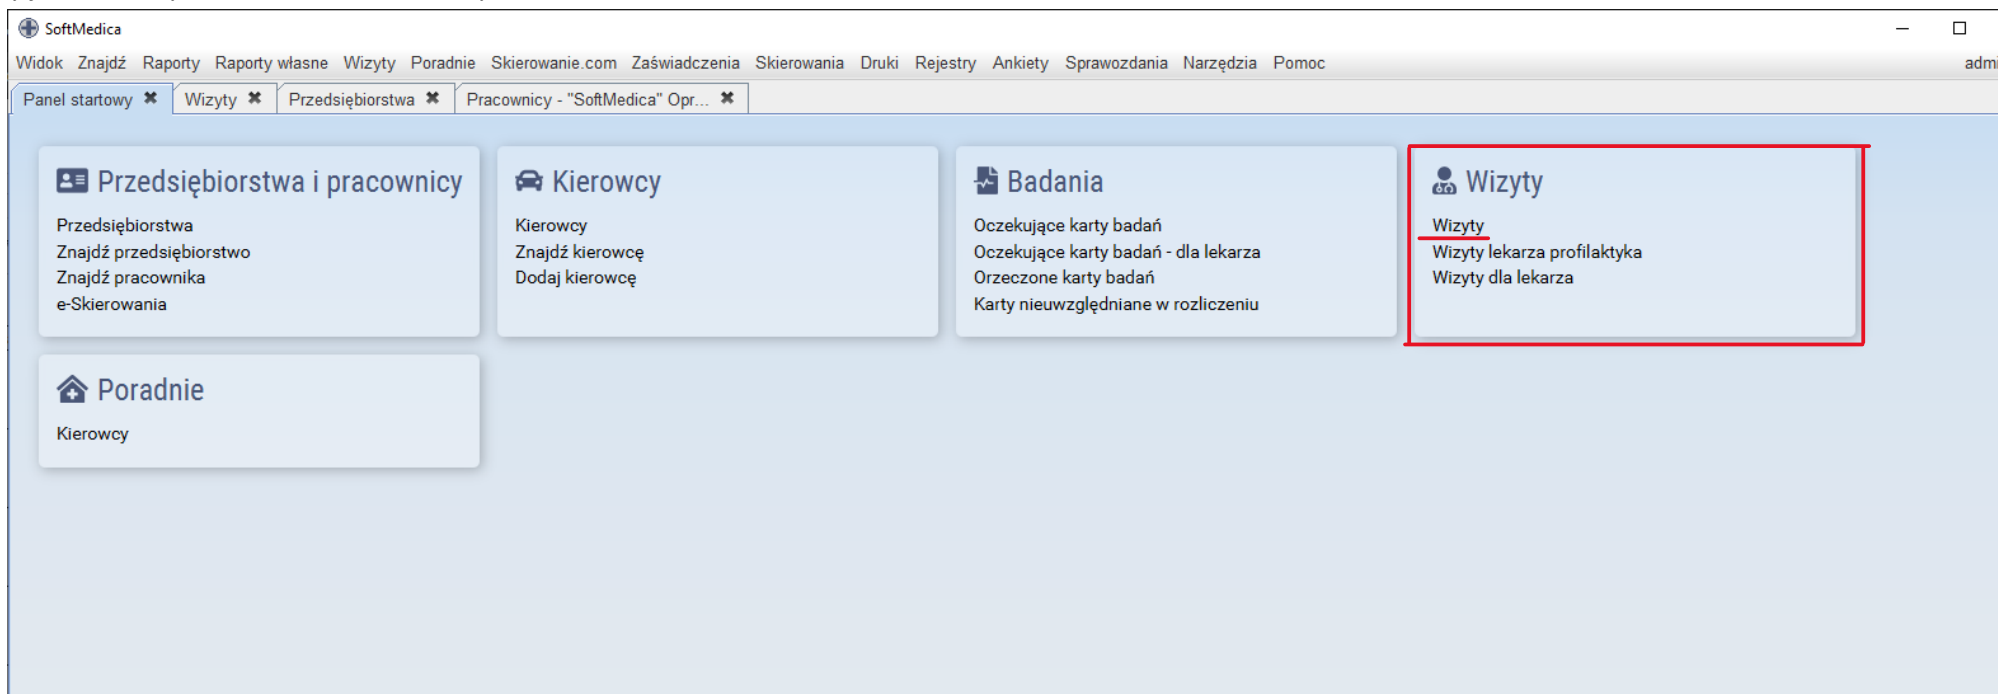 SoftMedica
Widok Znajdź Raporty Raporty własne Wizyty Poradnie Skierowanie.com Zaświadczenia Skierowania Druki Rejestry Ankiety Sprawozdania Narzędzia Pomoc admi
Panel startowy Wizyty Przedsiębiorstwa Pracownicy - "SoftMedica" Opr...
Przedsiębiorstwa i pracownicy
Przedsiębiorstwa
Znajdź przedsiębiorstwo
Znajdź pracownika
e-Skierowania
Kierowcy
Kierowcy
Znajdź kierowcę
Dodaj kierowcę
Badania
Oczekujące karty badań
Oczekujące karty badań - dla lekarza
Orzeczone karty badań
Karty nieuwzględniane w rozliczeniu
Wizyty
Wizyty
Wizyty lekarza profilaktyka
Wizyty dla lekarza
Poradnie
Kierowcy